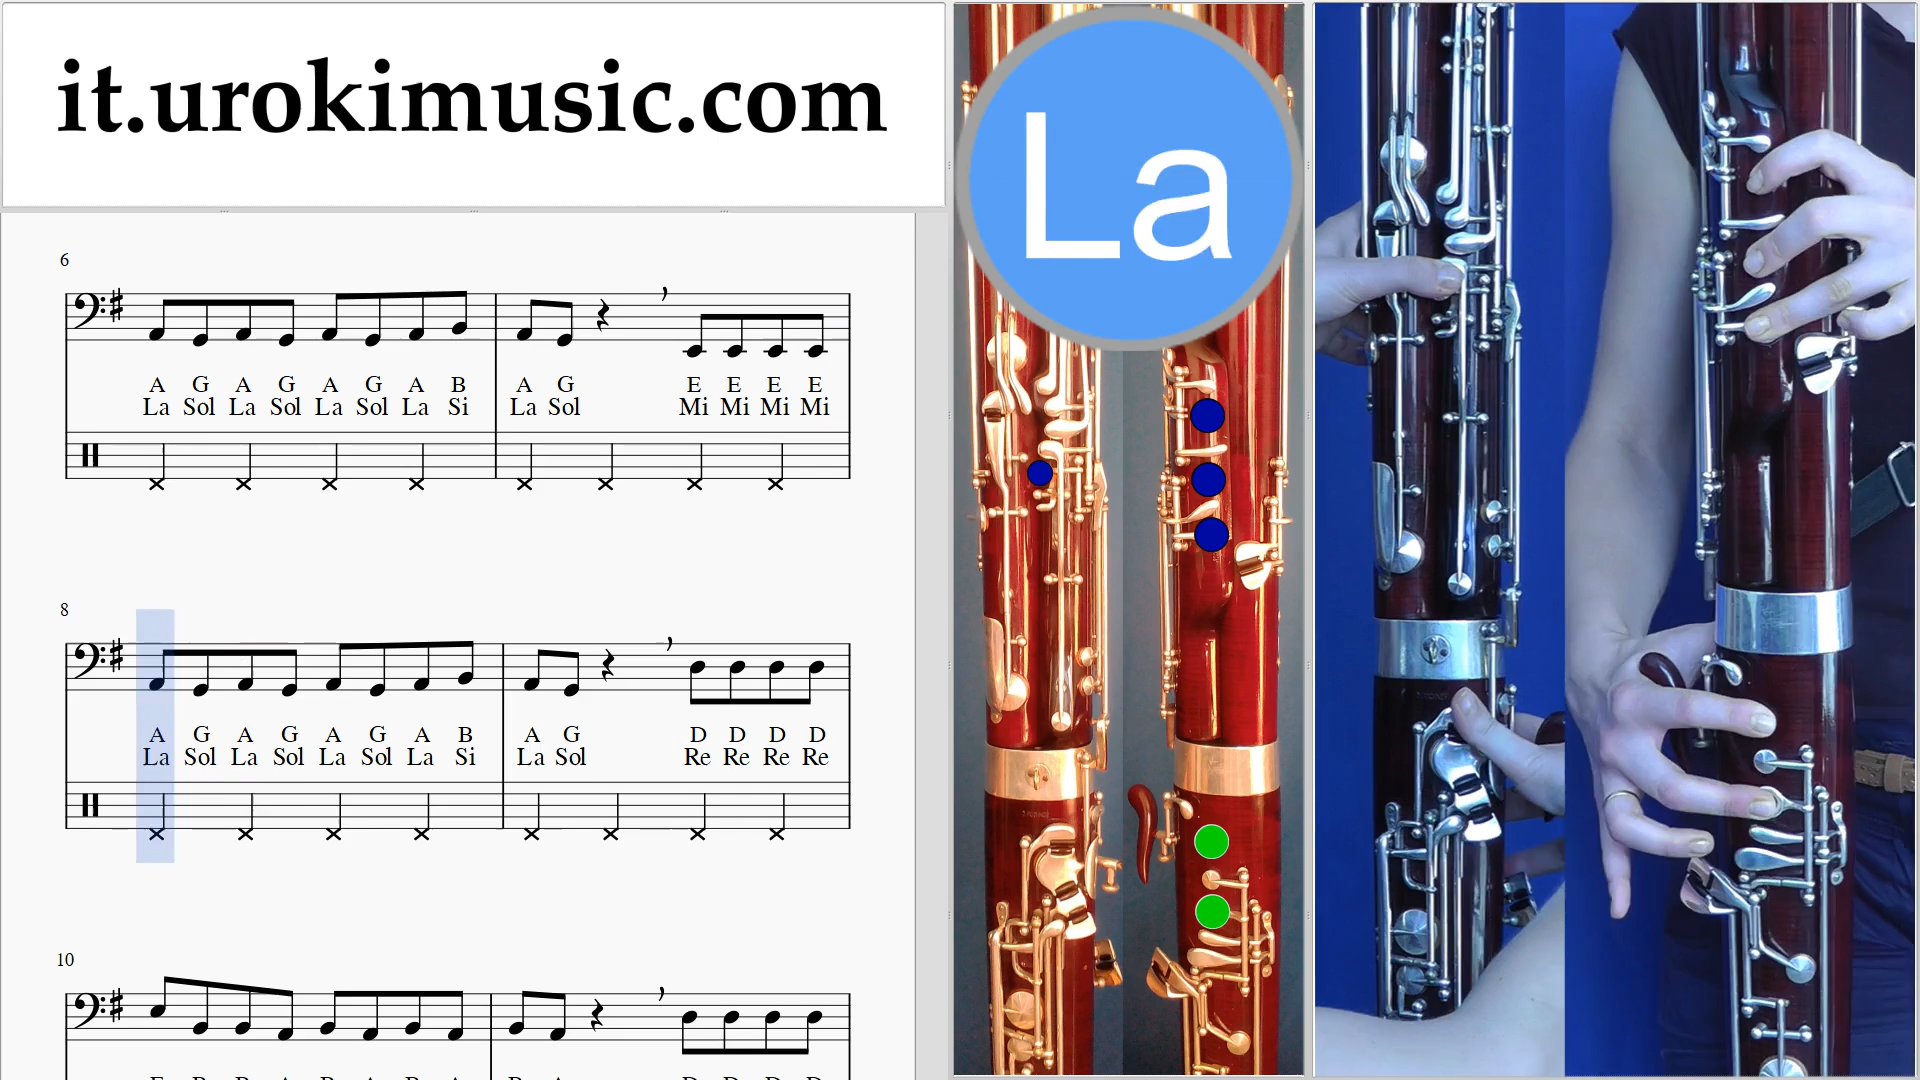 it.urokimusic.com
La
6
A G A G A G A B A G E E E E
La Sol La Sol La Sol La Si La Sol Mi Mi Mi Mi
8
A G A G A G A B A G D D D D
La Sol La Sol La Sol La Si La Sol Re Re Re Re
10